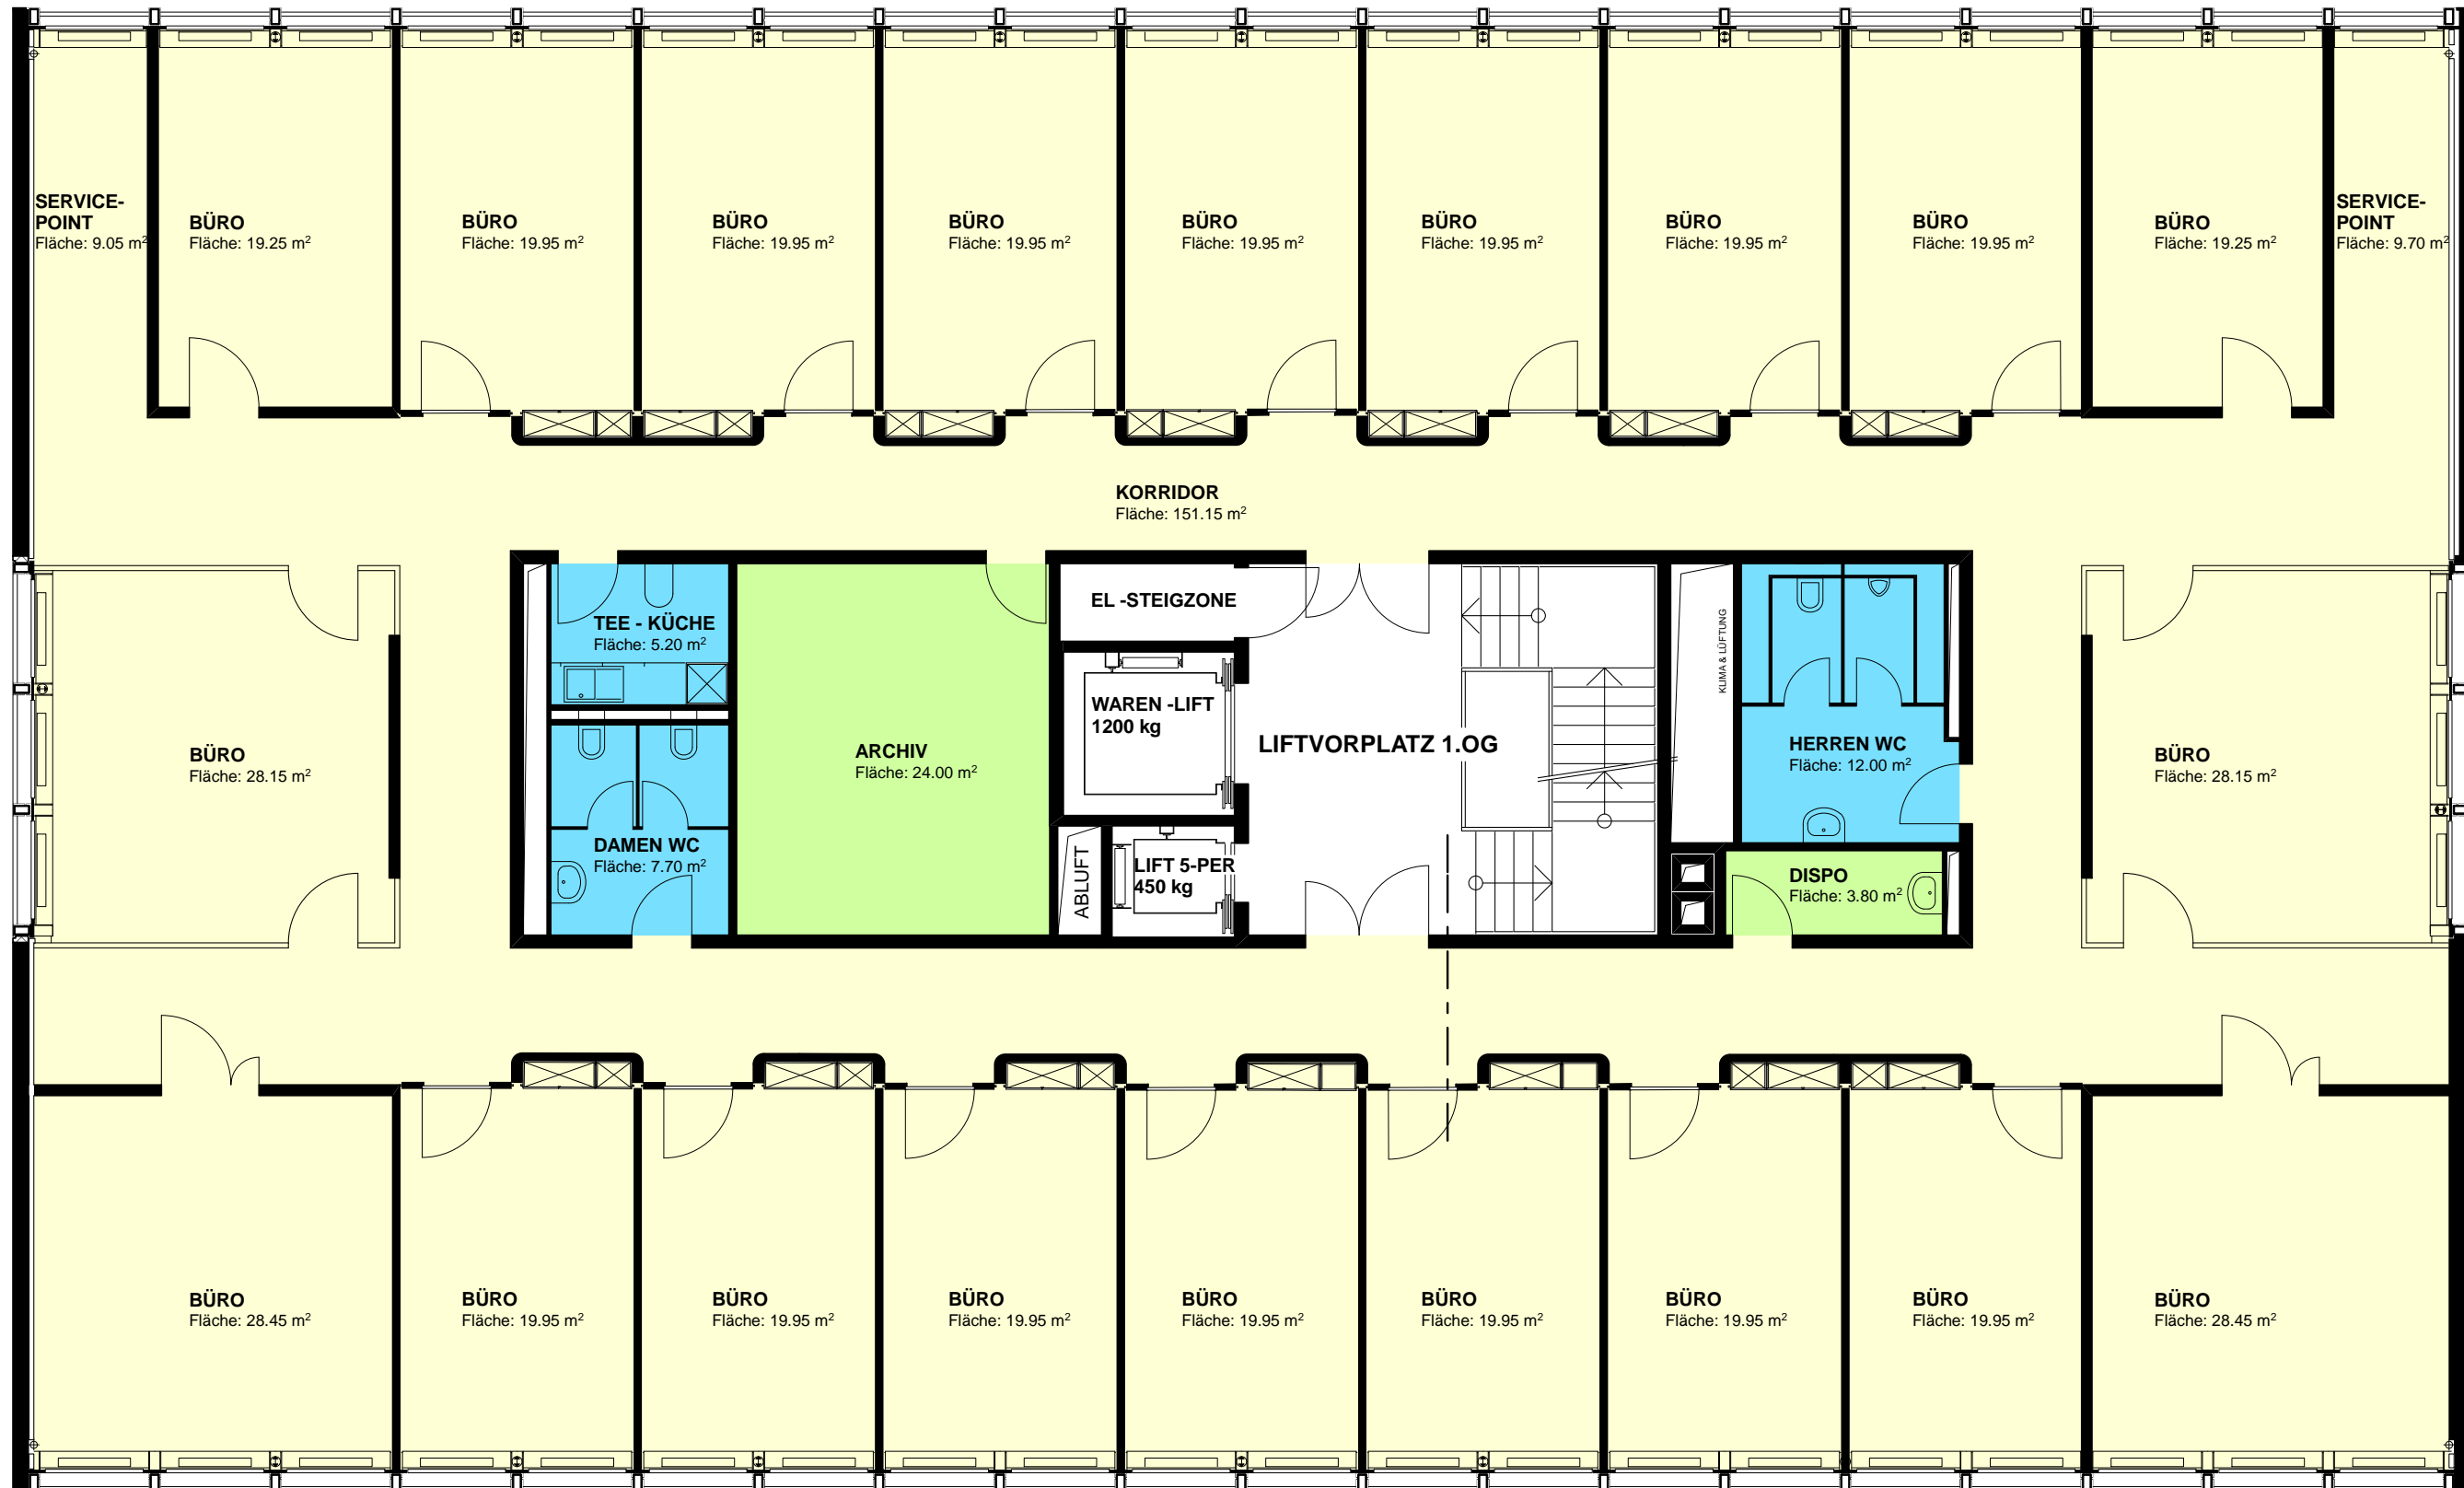 SERVICE-
POINT
Fläche: 9.05 m²
BÜRO
Fläche: 19.25 m²
BÜRO
Fläche: 19.95 m²
BÜRO
Fläche: 19.95 m²
BÜRO
Fläche: 19.95 m²
BÜRO
Fläche: 19.95 m²
BÜRO
Fläche: 19.95 m²
BÜRO
Fläche: 19.95 m²
BÜRO
Fläche: 19.95 m²
BÜRO
Fläche: 19.25 m²
SERVICE-
POINT
Fläche: 9.70 m²
KORRIDOR
Fläche: 151.15 m²
BÜRO
Fläche: 28.15 m²
TEE - KÜCHE
Fläche: 5.20 m²
DAMEN WC
Fläche: 7.70 m²
ARCHIV
Fläche: 24.00 m²
EL -STEIGZONE
WAREN -LIFT
1200 kg
ABLUFT
LIFT 5-PER
450 kg
LIFTVORPLATZ 1.OG
KLIMA & LÜFTUNG
HERREN WC
Fläche: 12.00 m²
DISPO
Fläche: 3.80 m²
BÜRO
Fläche: 28.15 m²
BÜRO
Fläche: 28.45 m²
BÜRO
Fläche: 19.95 m²
BÜRO
Fläche: 19.95 m²
BÜRO
Fläche: 19.95 m²
BÜRO
Fläche: 19.95 m²
BÜRO
Fläche: 19.95 m²
BÜRO
Fläche: 19.95 m²
BÜRO
Fläche: 19.95 m²
BÜRO
Fläche: 28.45 m²